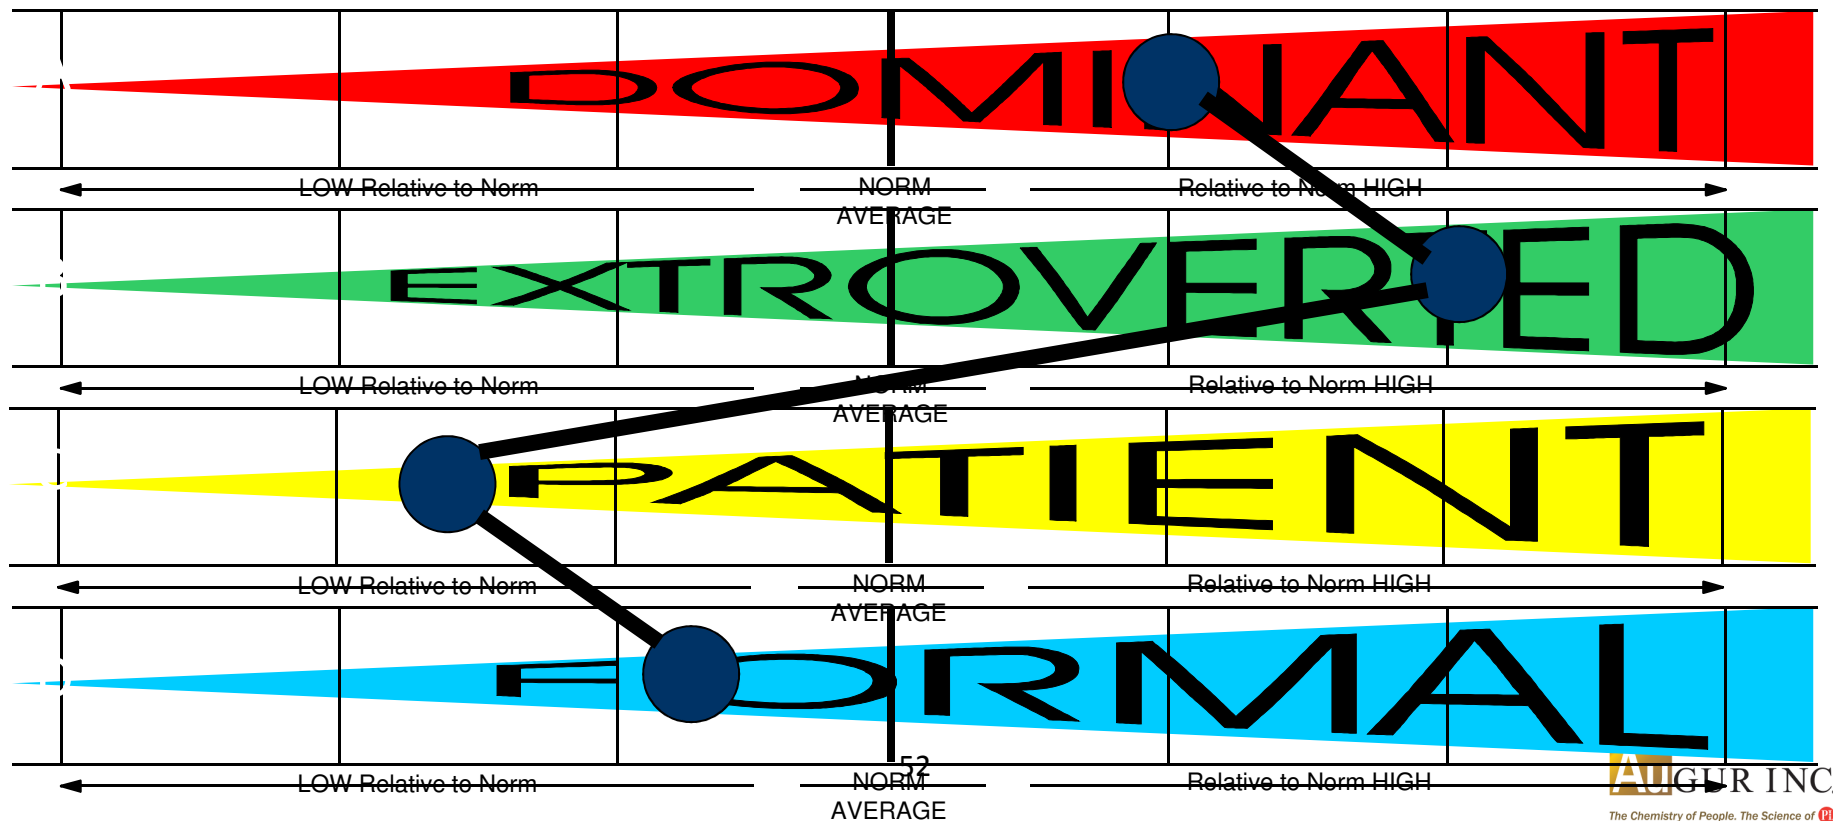 DOMINANT
LOW Relative to Norm NORM AVERAGE Relative to Norm HIGH
EXTROVERTED
LOW Relative to Norm NORM AVERAGE Relative to Norm HIGH
PATIENT
LOW Relative to Norm NORM AVERAGE Relative to Norm HIGH
FORMAL
52
LOW Relative to Norm NORM AVERAGE Relative to Norm HIGH
AUGUR INC.
The Chemistry of People. The Science of PI